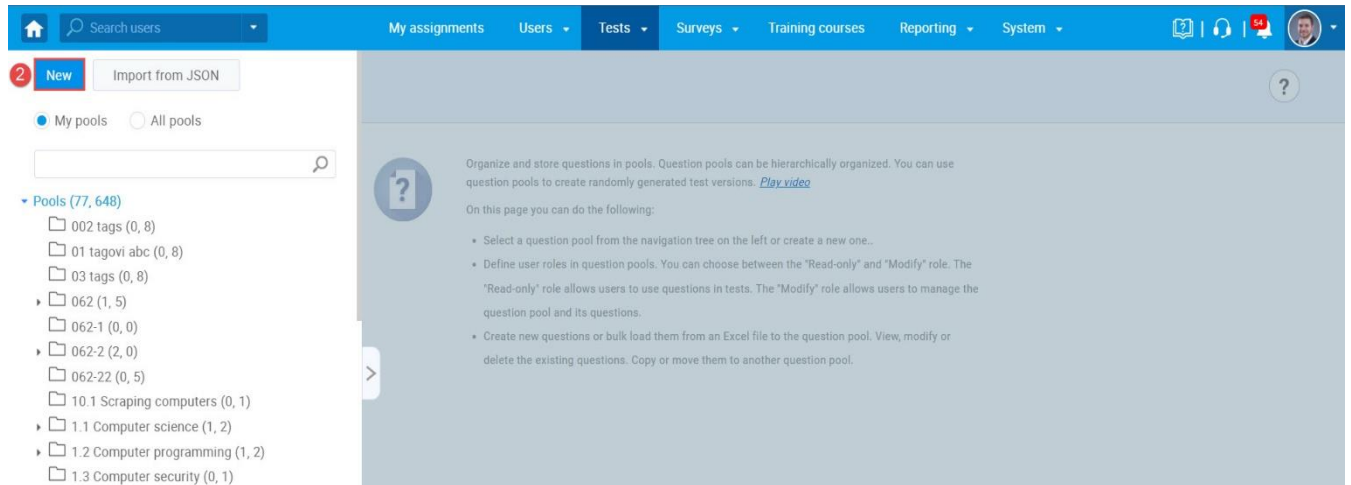 Search users
My assignments Users Tests Surveys Training courses Reporting System 54
2 New Import from JSON
My pools All pools
Pools (77, 648)
002 tags (0, 8)
01 tagovi abc (0, 8)
03 tags (0, 8)
062 (1, 5)
062-1 (0, 0)
062-2 (2, 0)
062-22 (0, 5)
10.1 Scraping computers (0, 1)
1.1 Computer science (1, 2)
1.2 Computer programming (1, 2)
1.3 Computer security (0, 1)
?
?
Organize and store questions in pools. Question pools can be hierarchically organized. You can use
question pools to create randomly generated test versions. Play video
On this page you can do the following:
• Select a question pool from the navigation tree on the left or create a new one..
• Define user roles in question pools. You can choose between the "Read-only" and "Modify" role. The
"Read-only" role allows users to use questions in tests. The "Modify" role allows users to manage the
question pool and its questions.
• Create new questions or bulk load them from an Excel file to the question pool. View, modify or
delete the existing questions. Copy or move them to another question pool.